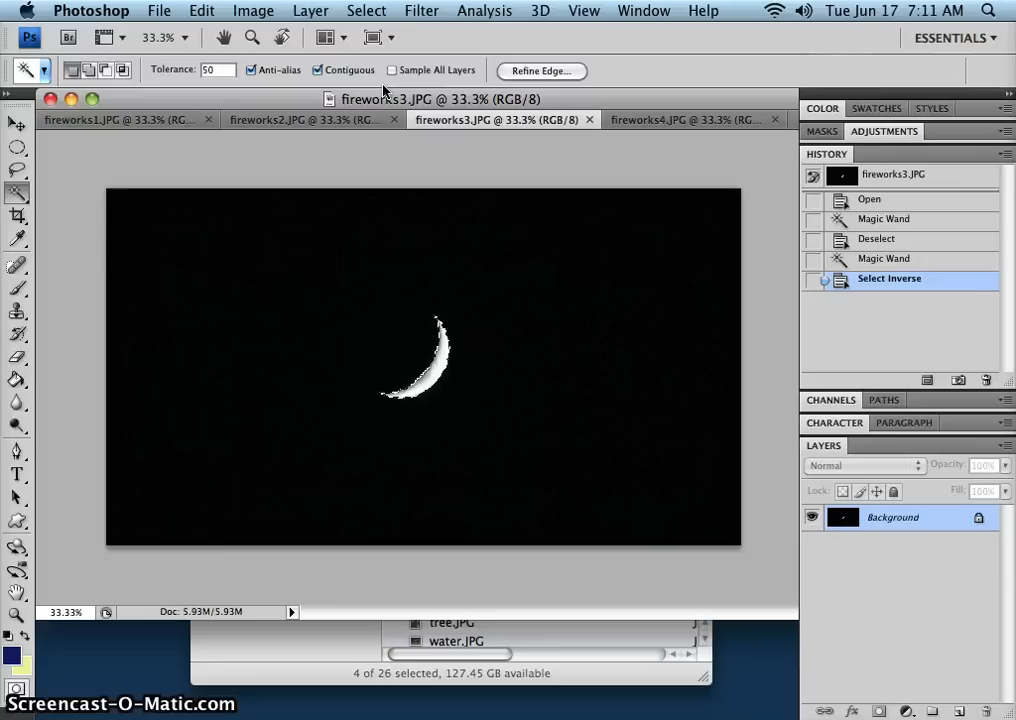 Photoshop File Edit Image Layer Select Filter Analysis 3D View Window Help Tue Jun 17 7:11 AM
Ps Br 33.3% ESSENTIALS
Tolerance: 50 Anti-alias Contiguous Sample All Layers Refine Edge...
fireworks3.JPG @ 33.3% (RGB/8)
fireworks1.JPG @ 33.3% (RG... fireworks2.JPG @ 33.3% (RG... fireworks3.JPG @ 33.3% (RGB/8) fireworks4.JPG @ 33.3% (RG...
COLOR SWATCHES STYLES
MASKS ADJUSTMENTS
HISTORY
fireworks3.JPG
Open
Magic Wand
Deselect
Magic Wand
Select Inverse
CHANNELS PATHS
CHARACTER PARAGRAPH
LAYERS
Normal Opacity: 100%
Lock: Fill: 100%
Background
T
33.33% Doc: 5.93M/5.93M
tree.JPG
water.JPG
4 of 26 selected, 127.45 GB available
Screencast-O-Matic.com